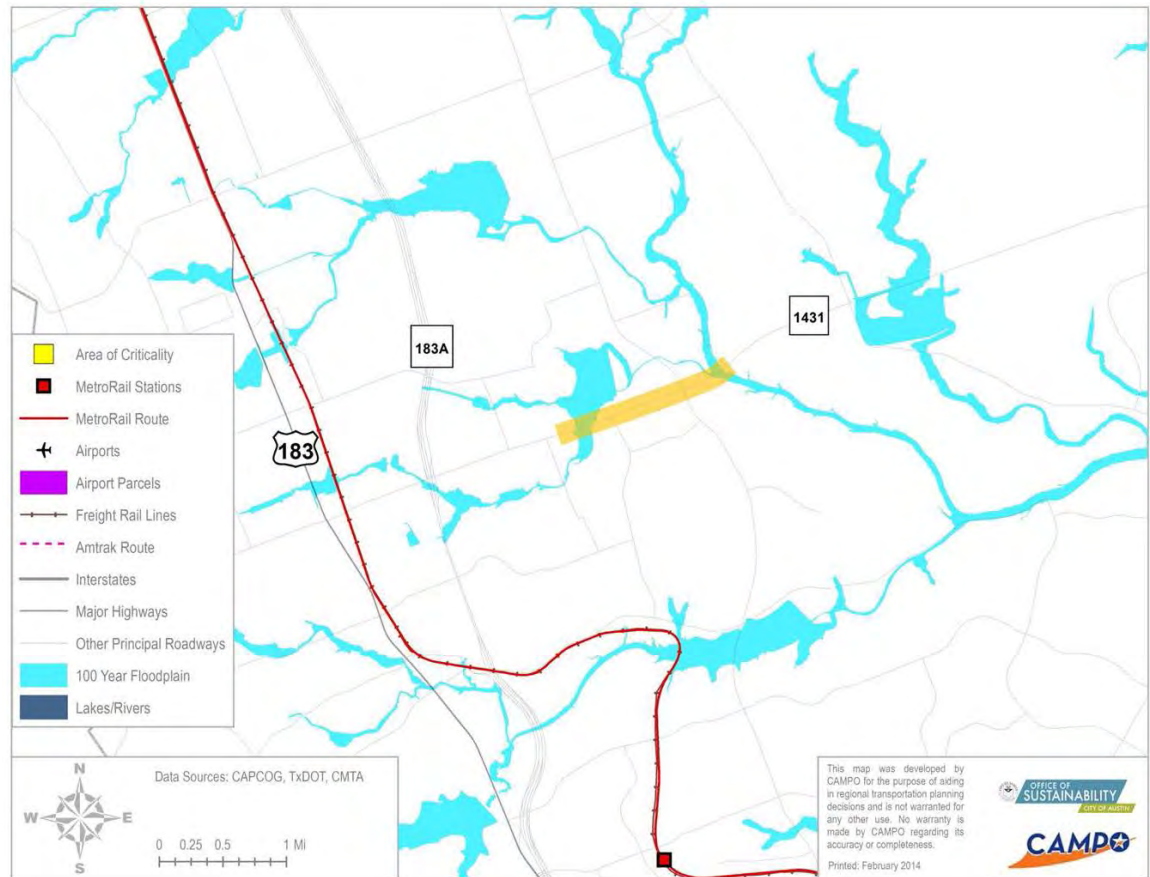 1431
183A
183
Area of Criticality
MetroRail Stations
MetroRail Route
Airports
Airport Parcels
Freight Rail Lines
Amtrak Route
Interstates
Major Highways
Other Principal Roadways
100 Year Floodplain
Lakes/Rivers
N
W E
S
Data Sources: CAPCOG, TxDOT, CMTA
0 0.25 0.5 1 Mi
This map was developed by
CAMPO for the purpose of aiding
in regional transportation planning
decisions and is not warranted for
any other use. No warranty is
made by CAMPO regarding its
accuracy or completeness.
Printed: February 2014
OFFICE OF
SUSTAINABILITY
CITY OF AUSTIN
CAMPO